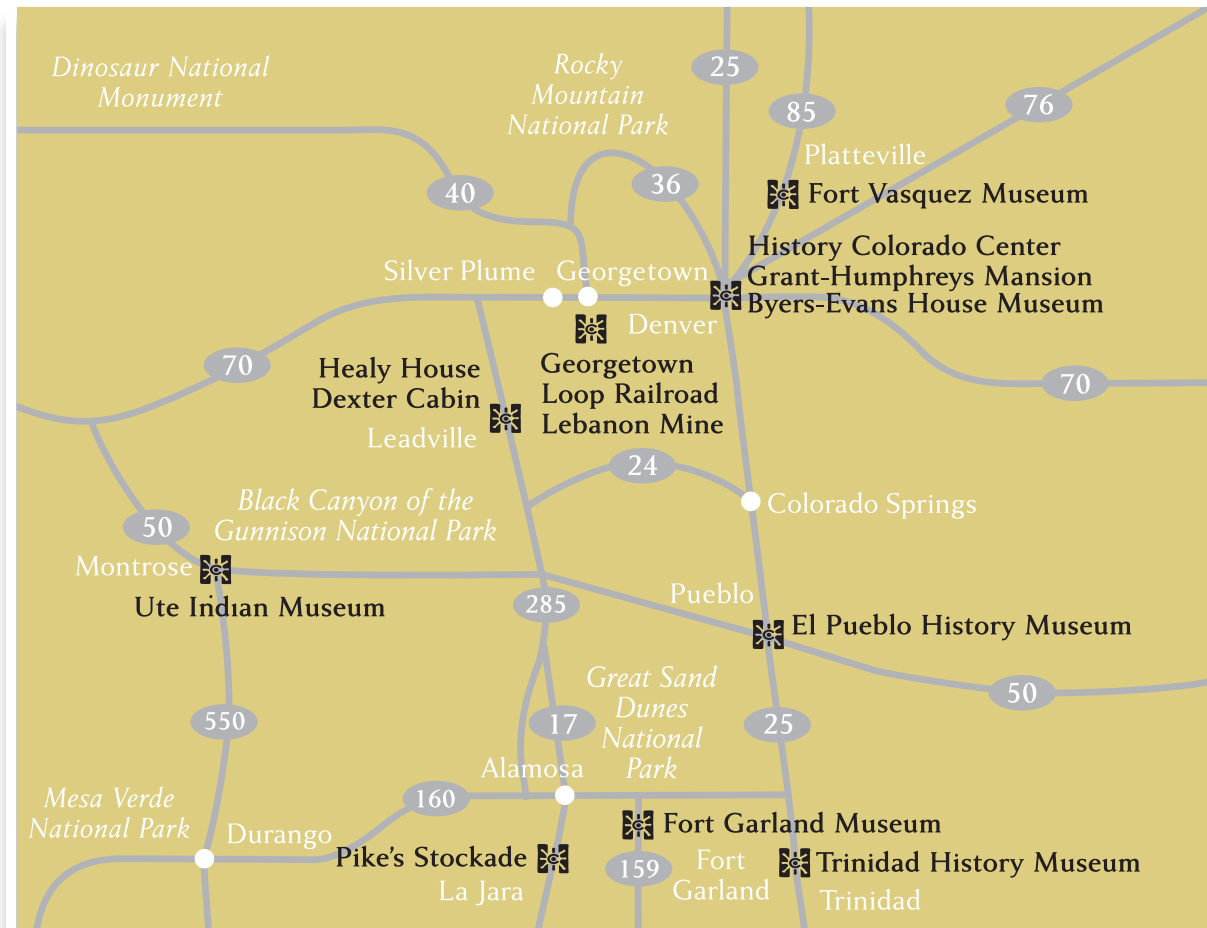 Dinosaur National
Monument
Rocky
Mountain
National Park
25
85
76
Platteville
40
36
Fort Vasquez Museum
History Colorado Center
Grant-Humphreys Mansion
Byers-Evans House Museum
Silver Plume
Georgetown
Denver
70
Healy House
Dexter Cabin
Leadville
Georgetown
Loop Railroad
Lebanon Mine
70
24
Black Canyon of the
Gunnison National Park
Colorado Springs
50
Montrose
Ute Indian Museum
285
Pueblo
El Pueblo History Museum
Great Sand
Dunes
National
Park
50
550
17
25
Alamosa
160
Mesa Verde
National Park
Durango
Fort Garland Museum
Pike's Stockade
La Jara
159
Fort
Garland
Trinidad History Museum
Trinidad